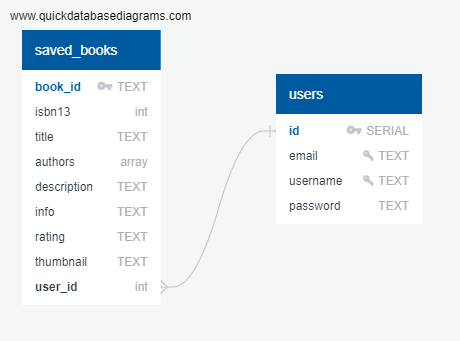 www.quickdatabasediagrams.com
saved_books
book_id TEXT
isbn13 int
title TEXT
authors array
description TEXT
info TEXT
rating TEXT
thumbnail TEXT
user_id int
users
id SERIAL
email TEXT
username TEXT
password TEXT